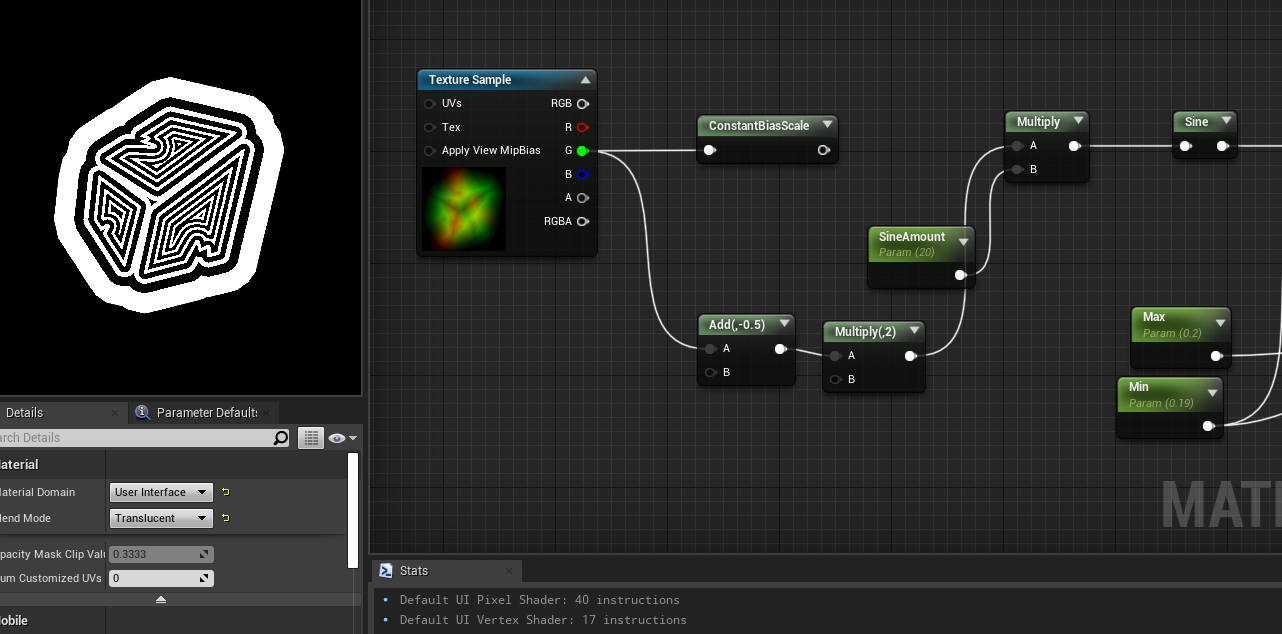 Texture Sample
UVs
RGB
Tex
R
Apply View MipBias
G
B
A
RGBA
ConstantBiasScale
Multiply
A
B
Sine
SineAmount
Param (20)
Add(,-0.5)
A
B
Multiply(,2)
A
B
Max
Param (0.2)
Min
Param (0.19)
MATE
Details
Parameter Defaults
arch Details
aterial
aterial Domain
User Interface
lend Mode
Translucent
pacity Mask Clip Valu
0.3333
um Customized UVs
0
obile
Stats
Default UI Pixel Shader: 40 instructions
Default UI Vertex Shader: 17 instructions